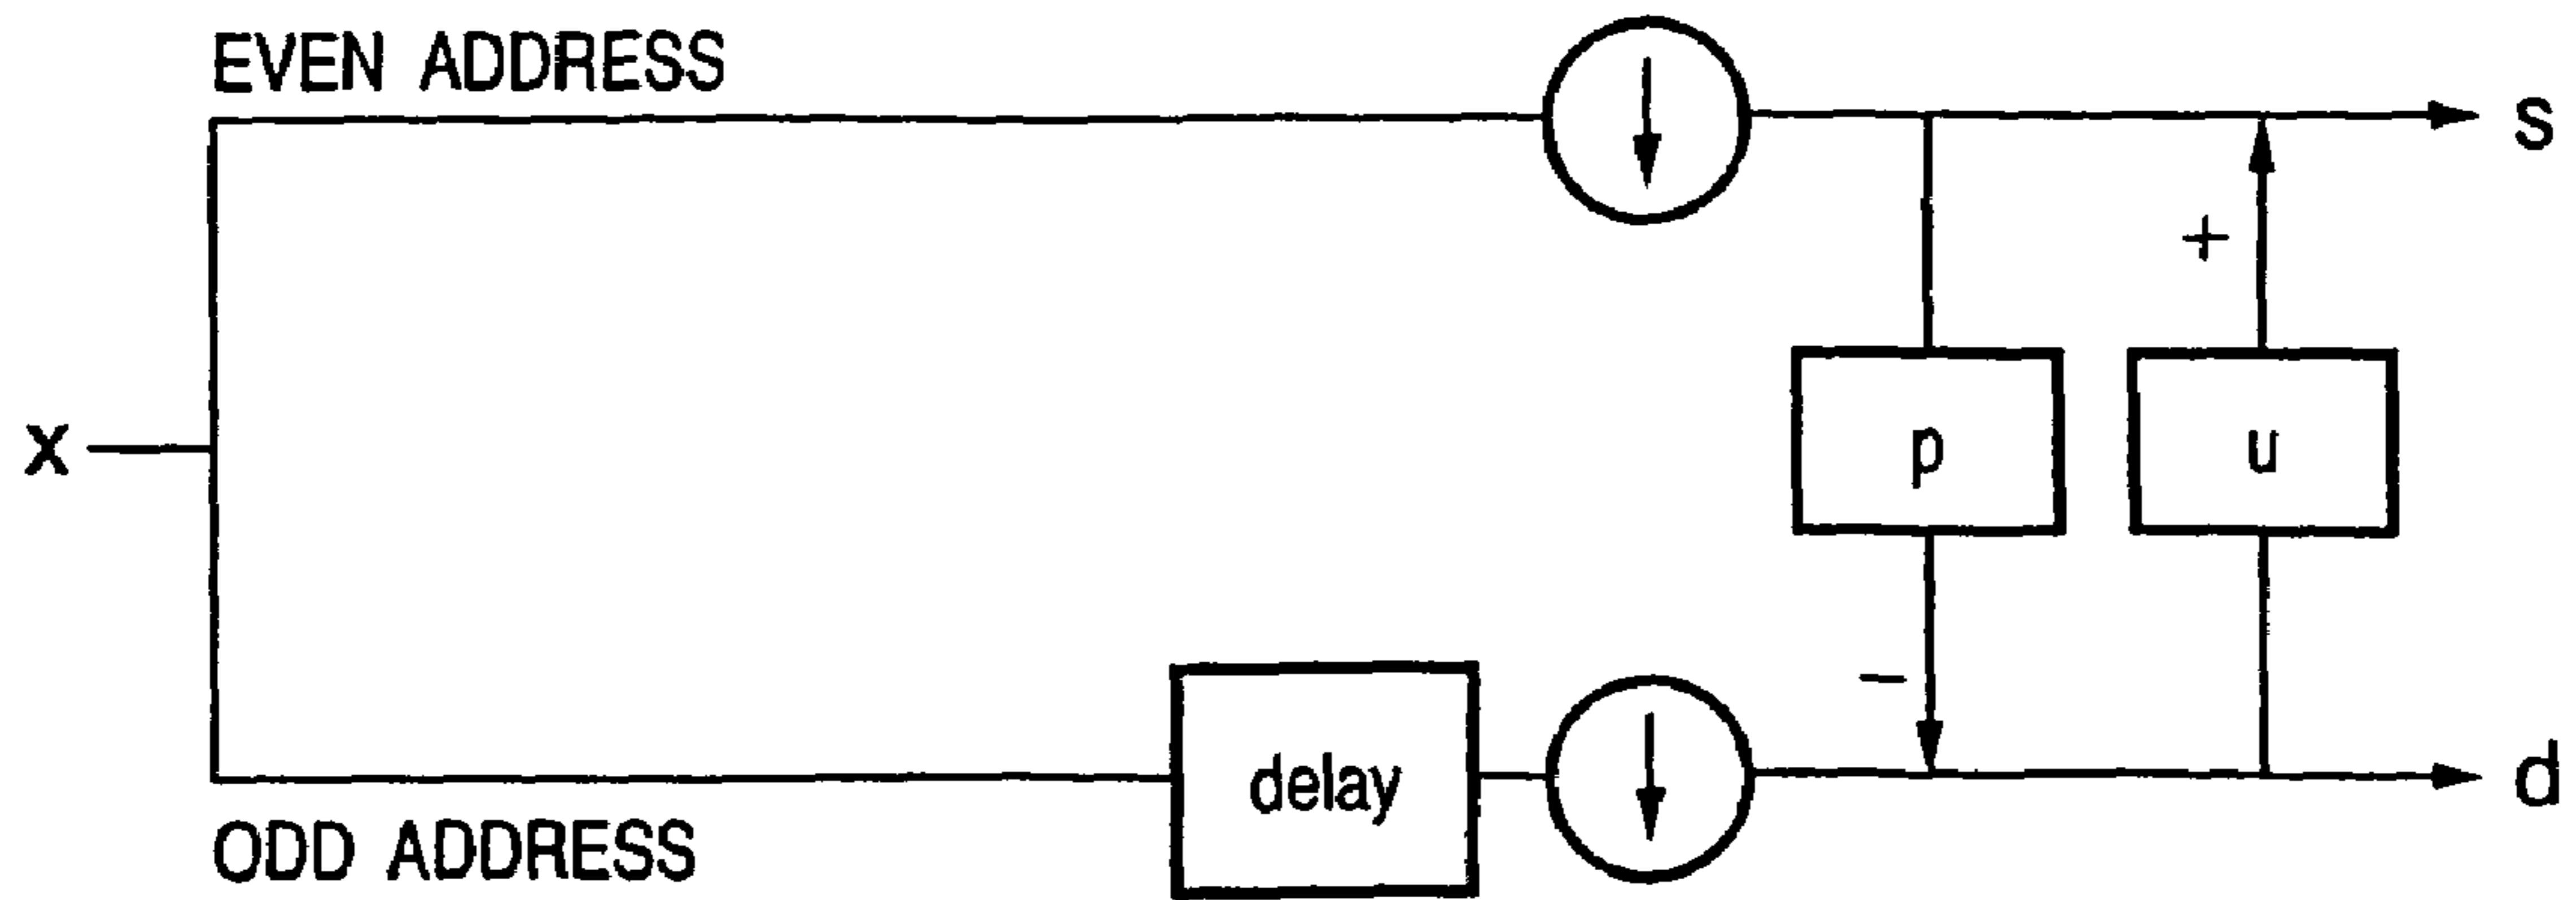 EVEN ADDRESS
s
x
+
p
u
−
delay
d
ODD ADDRESS